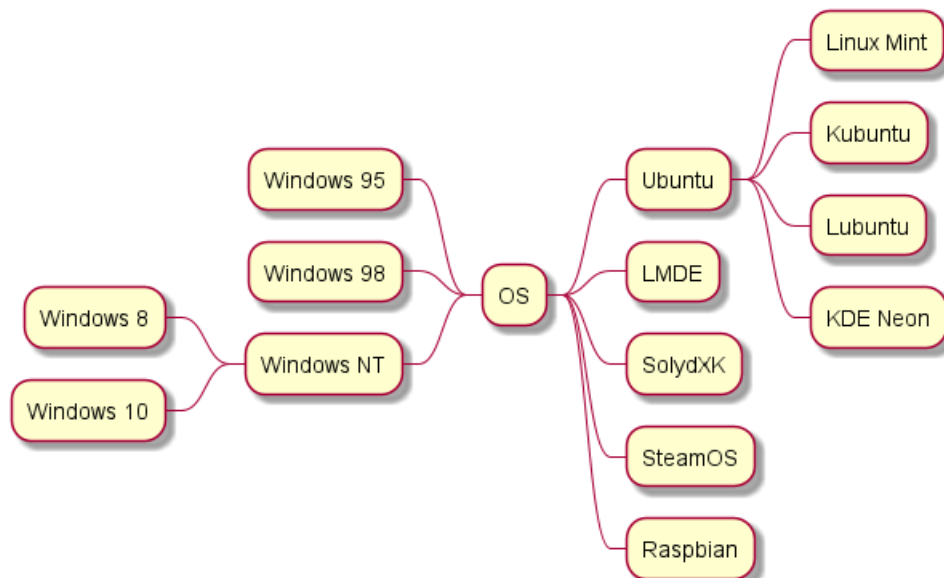 OS
Ubuntu
Linux Mint
Kubuntu
Lubuntu
KDE Neon
LMDE
SolydXK
SteamOS
Raspbian
Windows 95
Windows 98
Windows NT
Windows 8
Windows 10